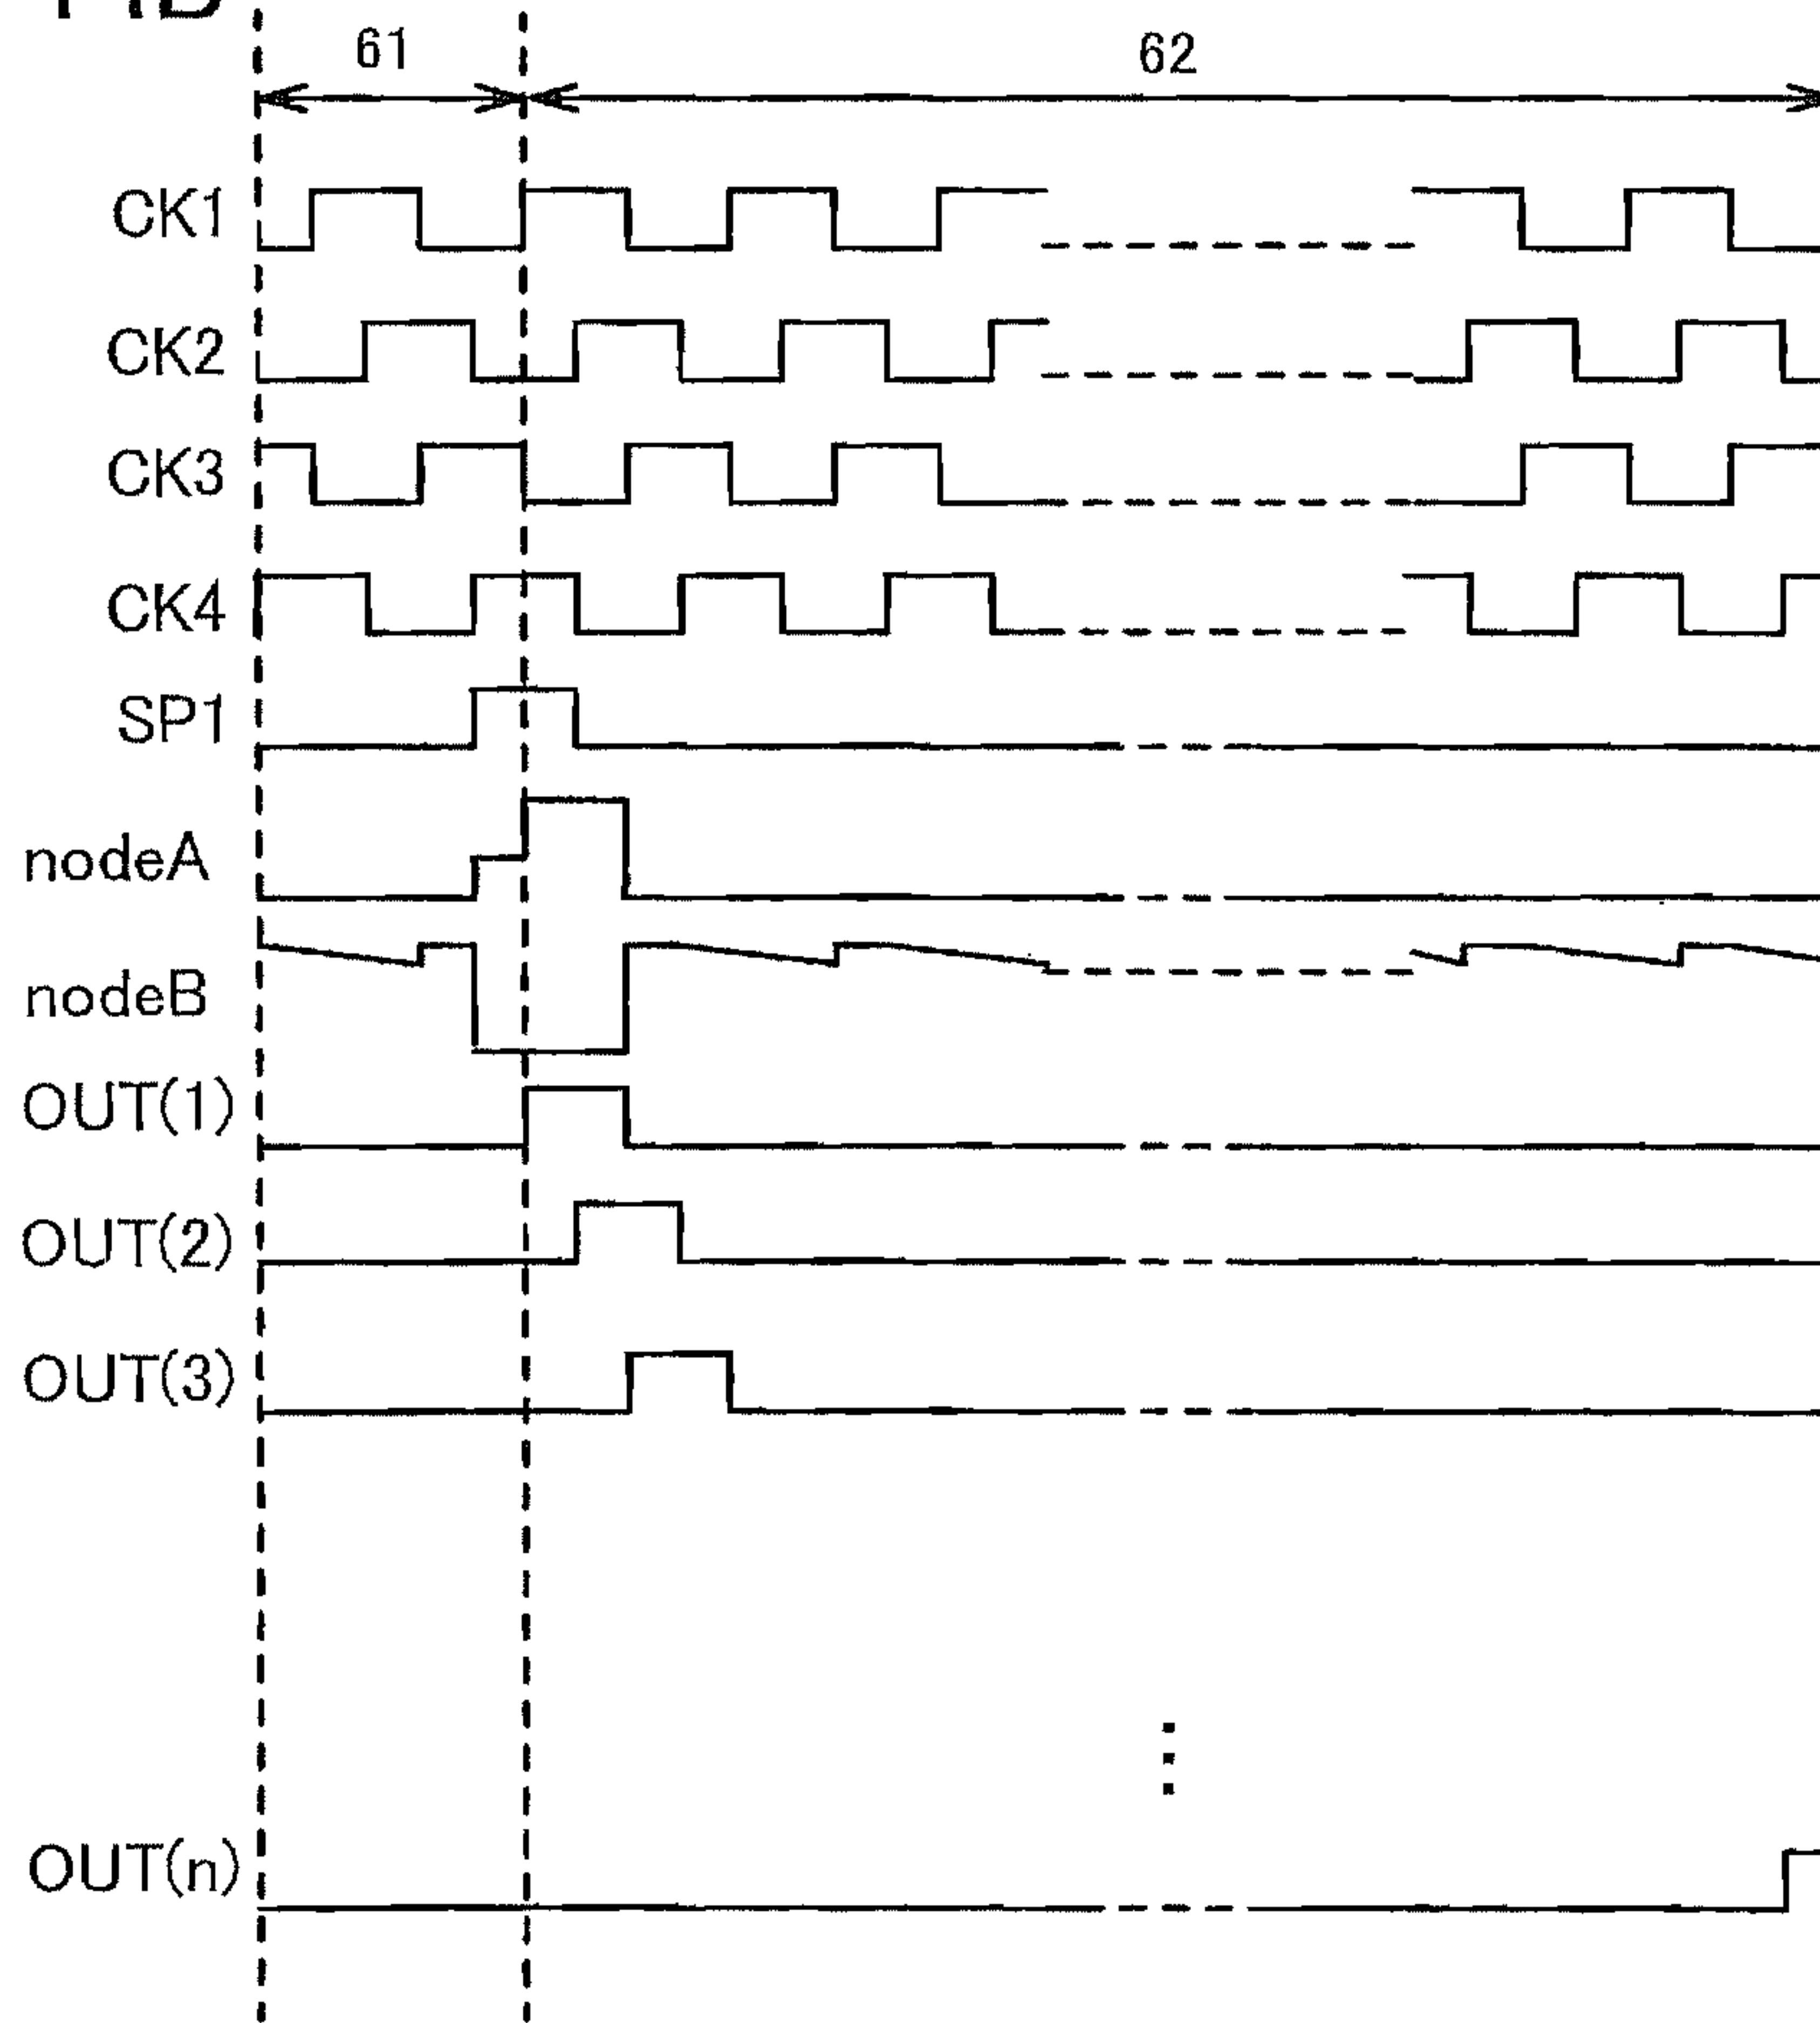 61
62
CK1
CK2
CK3
CK4
SP1
nodeA
nodeB
OUT(1)
OUT(2)
OUT(3)
OUT(n)